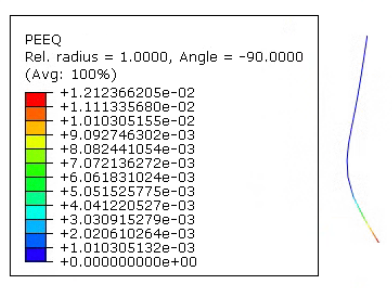 PEEQ
Rel. radius = 1.0000, Angle = -90.0000
(Avg: 100%)
+1.212366205e-02
+1.111335680e-02
+1.010305155e-02
+9.092746302e-03
+8.082441054e-03
+7.072136272e-03
+6.061831024e-03
+5.051525775e-03
+4.041220527e-03
+3.030915279e-03
+2.020610264e-03
+1.010305132e-03
+0.000000000e+00